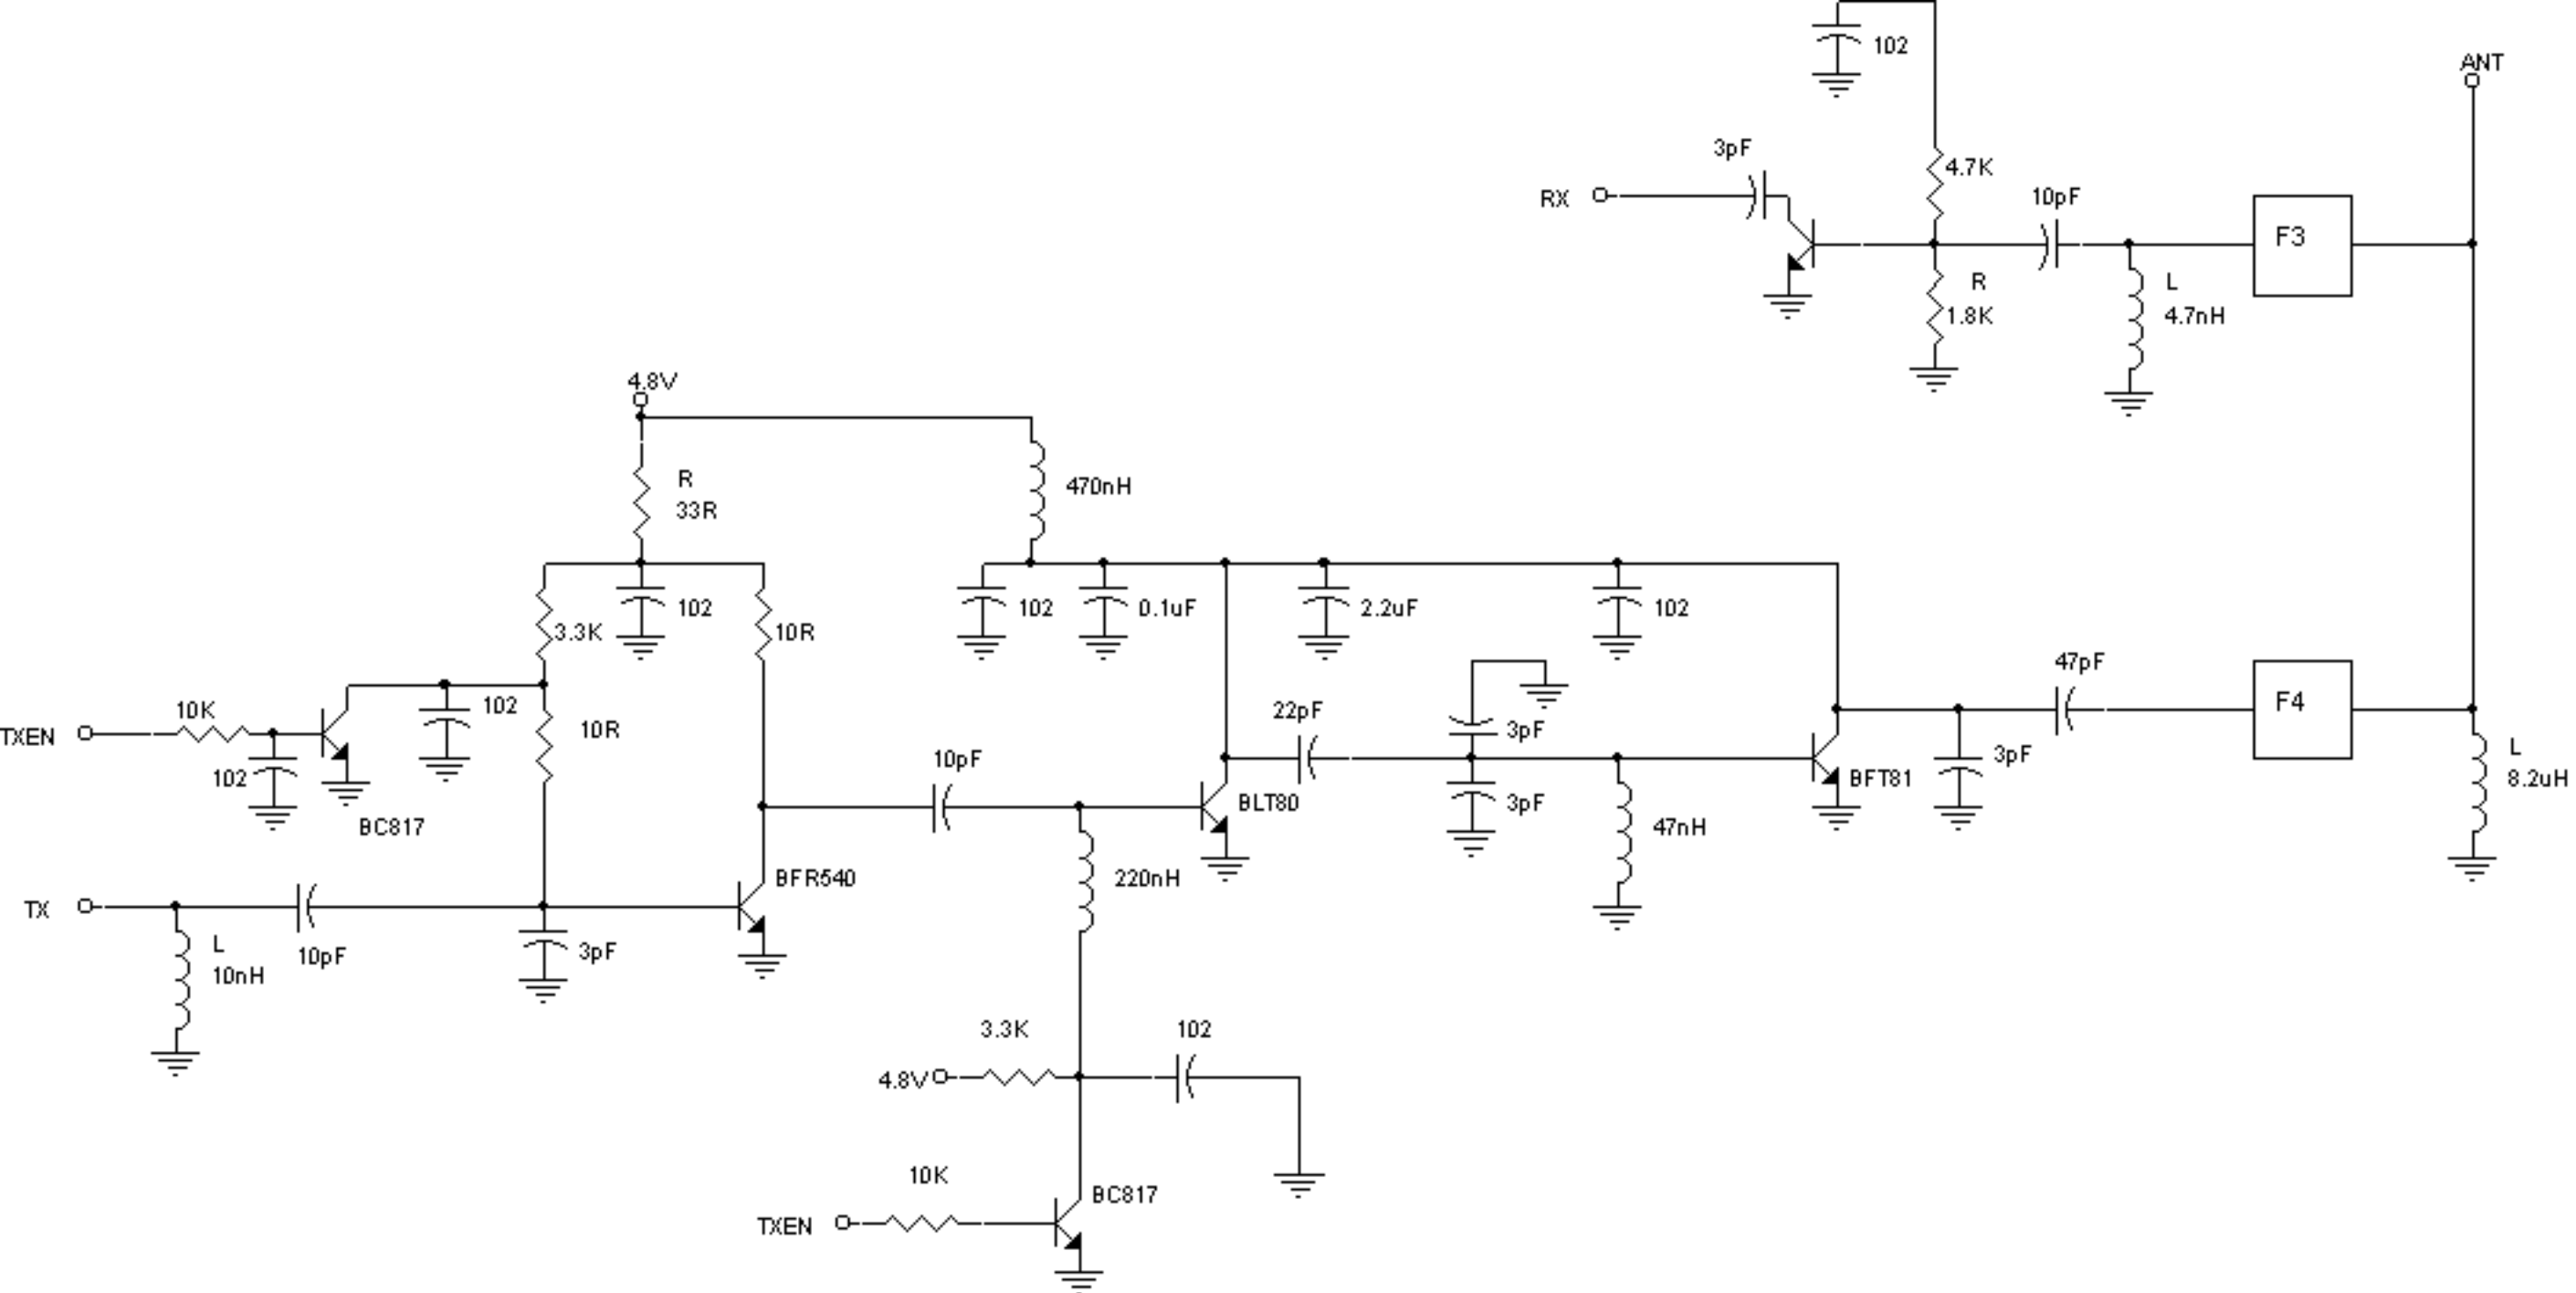 102
ANT
3pF
4.7K
RX
10pF
F3
R
1.8K
L
4.7nH
4.8V
R
33R
470nH
3.3K
102
10R
102
0.1uF
2.2uF
102
TXEN
10K
102
102
10R
BC817
10pF
BLT80
22pF
3pF
3pF
47nH
BFT81
3pF
47pF
F4
L
8.2uH
TX
L
10nH
10pF
3pF
BFR540
220nH
3.3K
102
4.8V
10K
TXEN
BC817